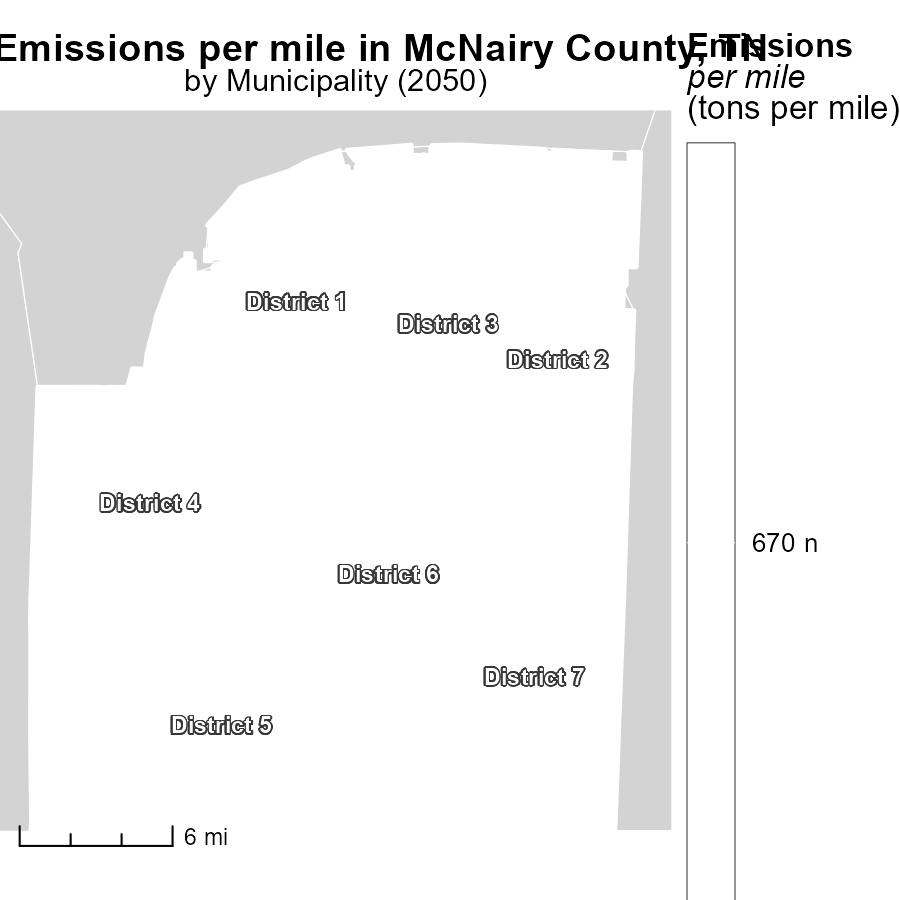 Emissions per mile in McNairy County, TN
by Municipality (2050)
Emissions
per mile
(tons per mile)
District 1
District 3
District 2
District 4
670 n
District 6
District 7
District 5
6 mi